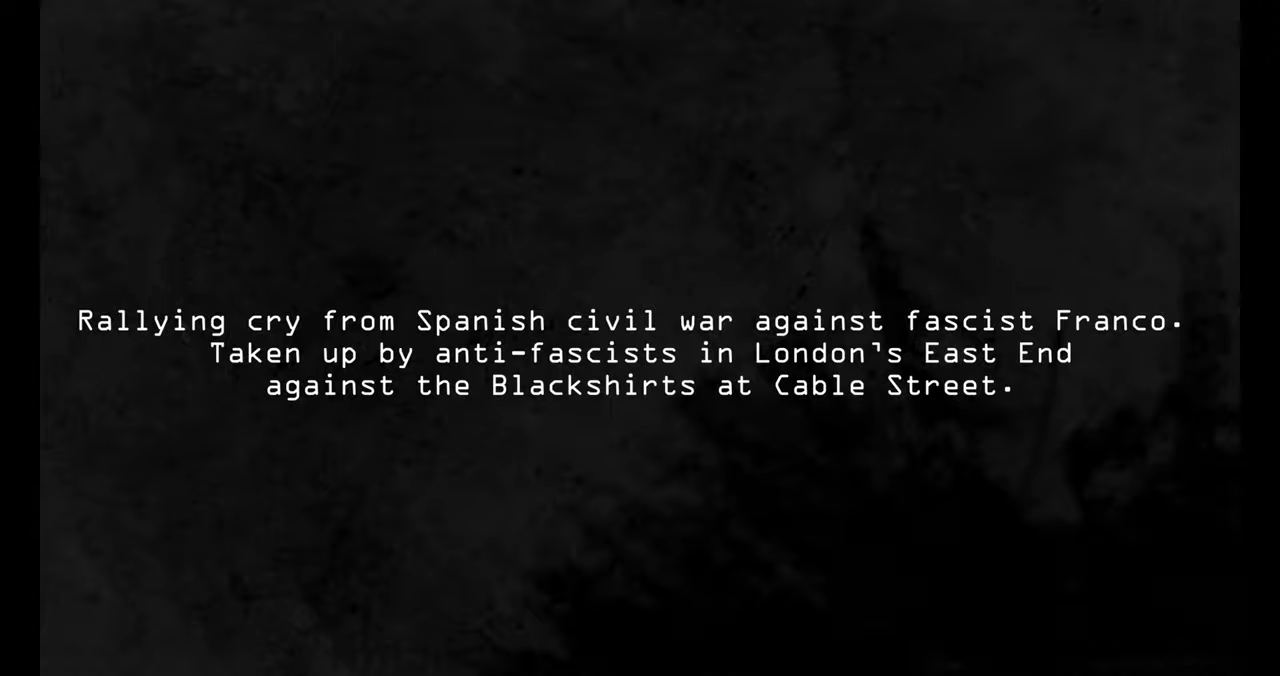 Rallying cry from Spanish civil war against fascist Franco.
Taken up by anti-fascists in London's East End
against the Blackshirts at Cable Street.